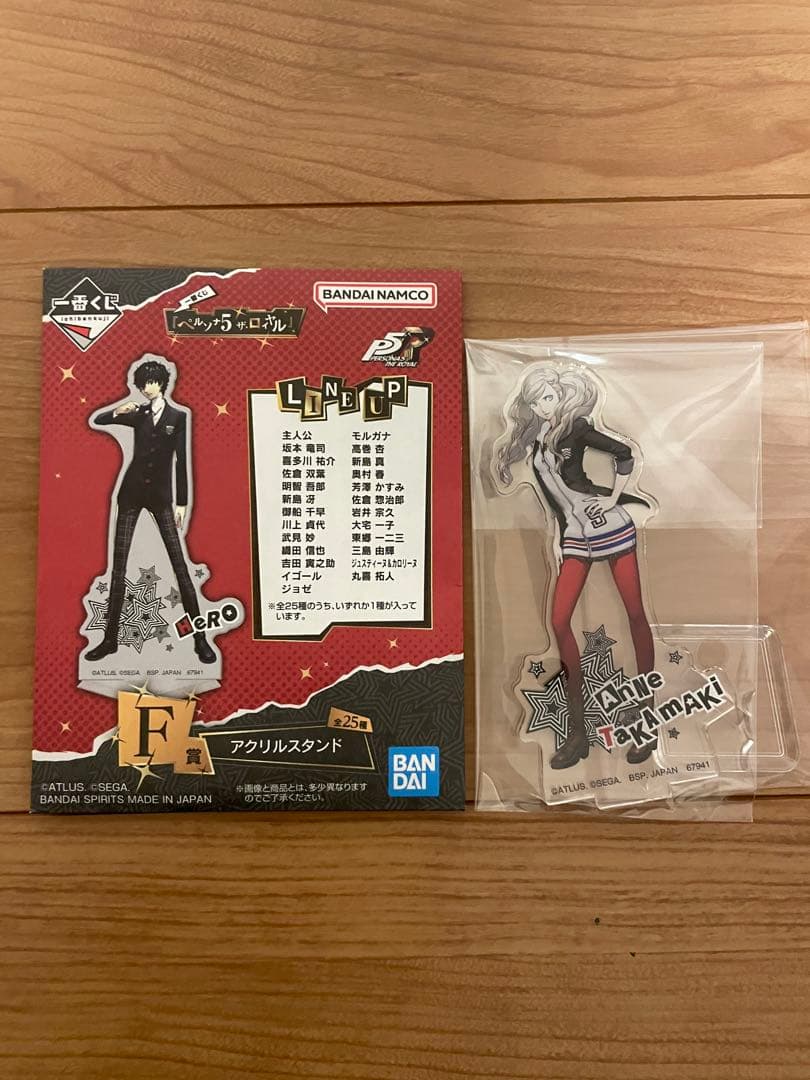 一番くじ
ichibankuji
一番くじ
『ペルソナ5 ザ・ロイヤル』
BANDAI NAMCO
P5R
PERSONA5
THE ROYAL
LINE UP
主人公 モルガナ
坂本 竜司 高巻 杏
喜多川 祐介 新島 真
佐倉 双葉 奥村 春
明智 吾郎 芳澤 かすみ
新島 冴 佐倉 惣治郎
御船 千早 岩井 宗久
川上 貞代 大宅 一子
武見 妙 東郷 一二三
織田 信也 三島 由輝
吉田 寅之助 ジュスティーヌ&カロリーヌ
イゴール 丸喜 拓人
ジョゼ
※全25種のうち、いずれか1種が入って
います。
HeRO
©ATLUS. ©SEGA. BSP. JAPAN 67941
F賞
全25種
アクリルスタンド
©ATLUS. ©SEGA.
BANDAI SPIRITS MADE IN JAPAN
※画像と商品とは、多少異なります
のでご了承ください。
BAN
DAI
S
AnNe
TaKAMAKi
©ATLUS. ©SEGA. BSP. JAPAN 67941